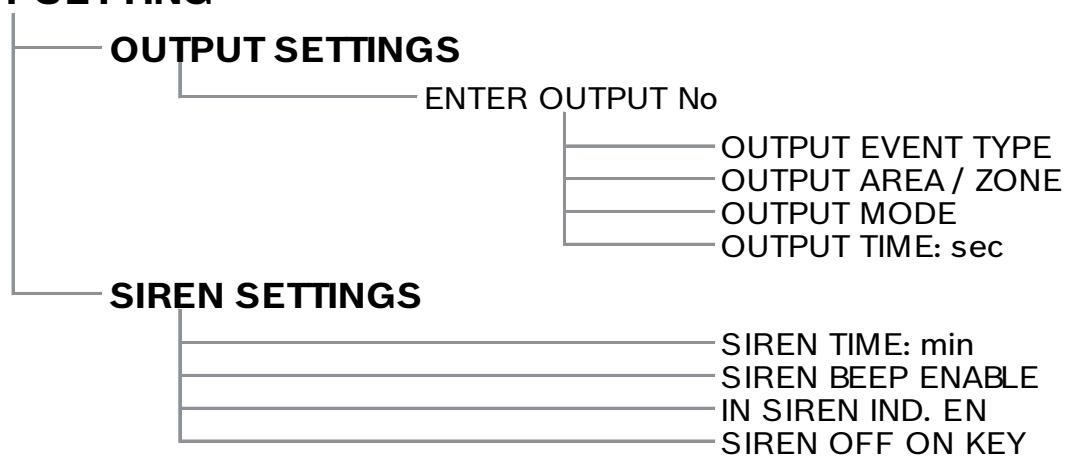 OUTPUT SETTINGS
ENTER OUTPUT No
OUTPUT EVENT TYPE
OUTPUT AREA / ZONE
OUTPUT MODE
OUTPUT TIME: sec
SIREN SETTINGS
SIREN TIME: min
SIREN BEEP ENABLE
IN SIREN IND. EN
SIREN OFF ON KEY